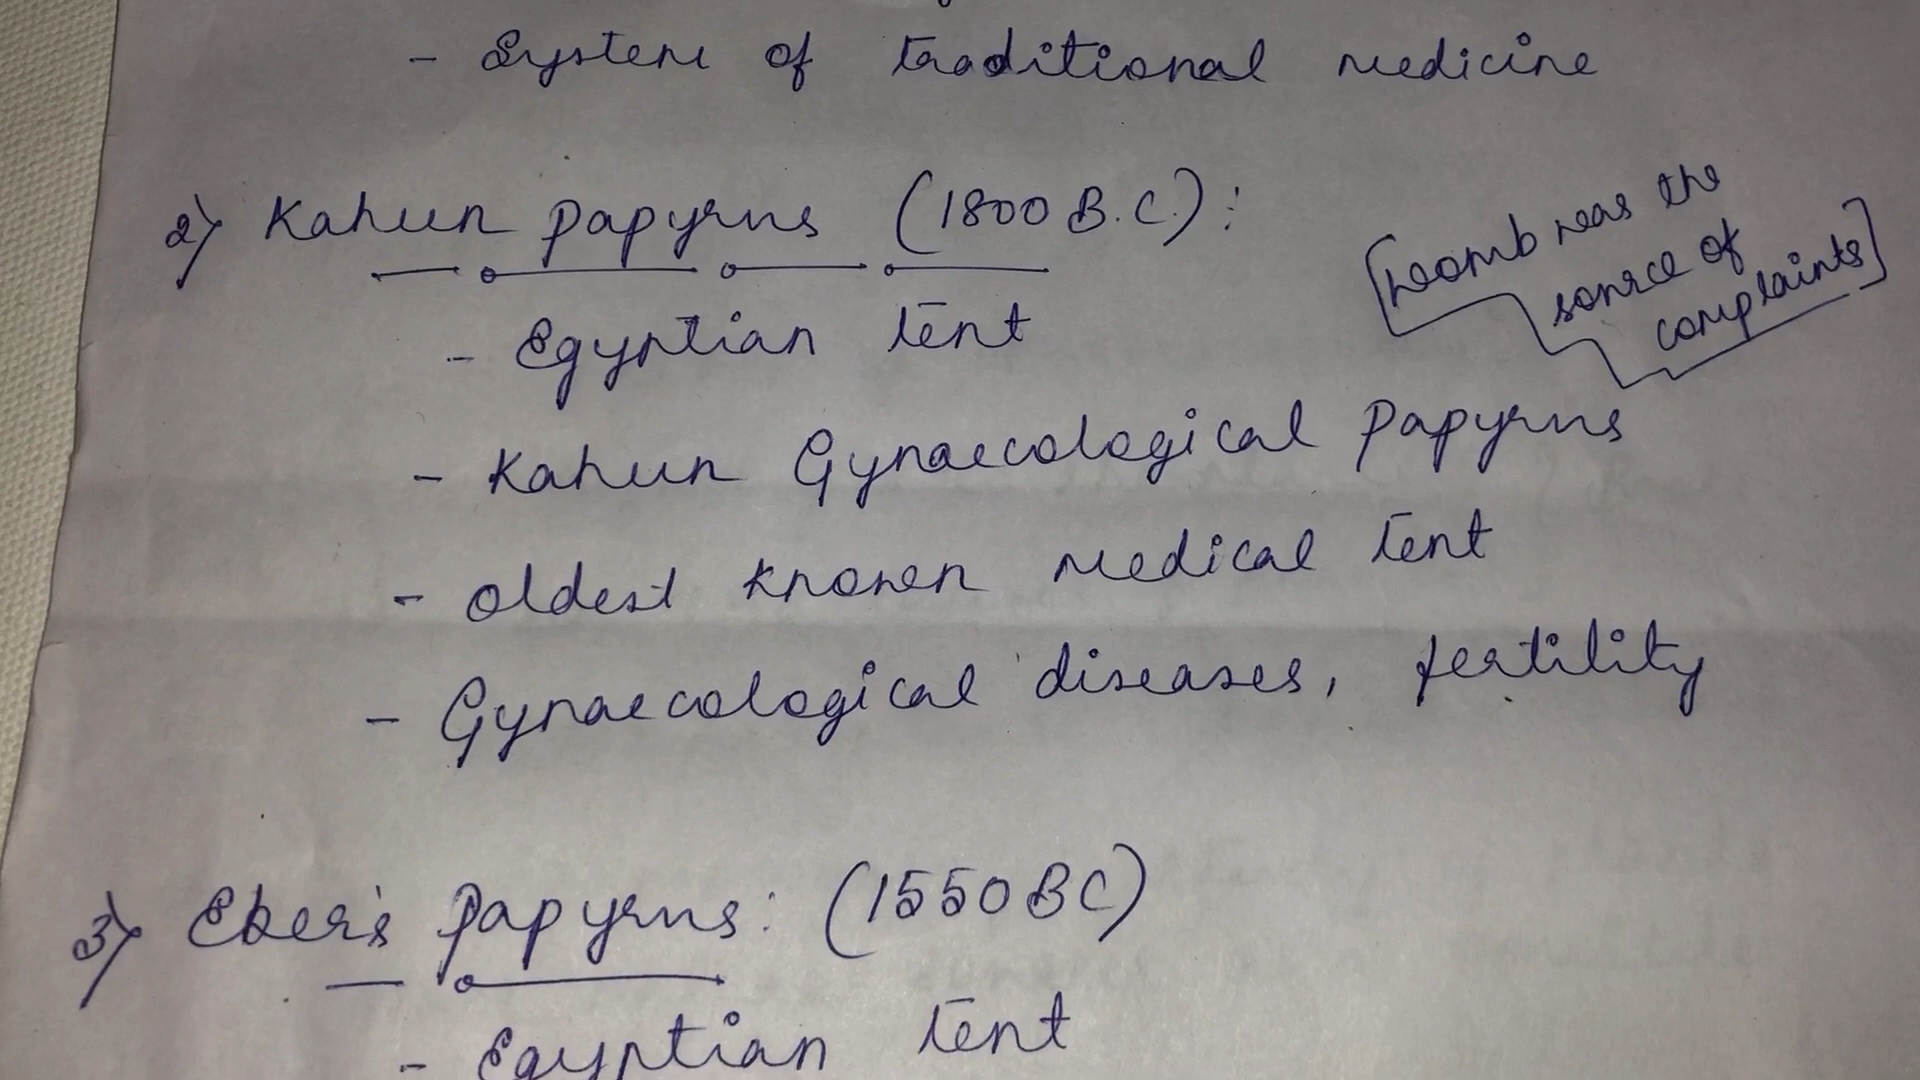 - System of traditional medicine
2) Kahun papyrus (1800 B.C.):
[Womb was the
source of
complaints]
- Egyptian text
- Kahun Gynaecological Papyrus
- Oldest known medical text
- Gynaecological diseases, fertility
3) Eber's papyrus: (1550 BC)
- Egyptian text